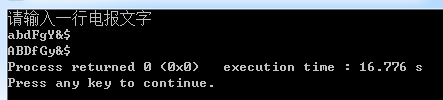 请输入一行电报文字
abdFgY&$
ABDfGy&$
Process returned 0 (0x0)   execution time : 16.776 s
Press any key to continue.